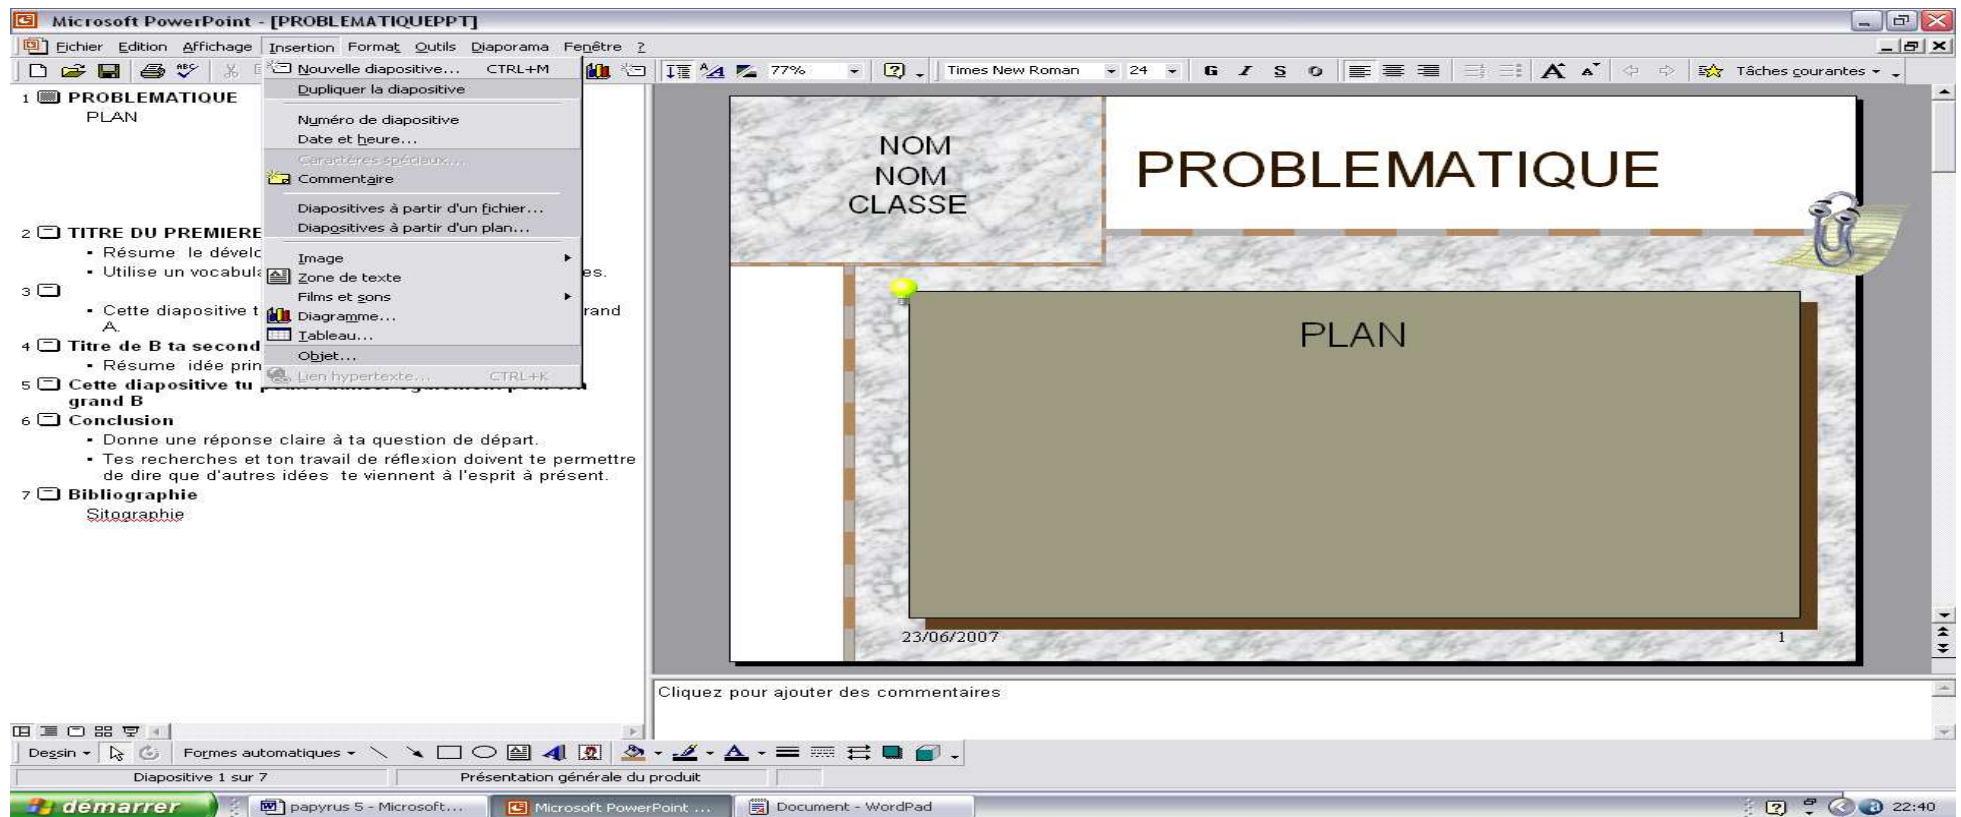 Microsoft PowerPoint - [PROBLEMATIQUEPPT]
Fichier Edition Affichage Insertion Format Outils Diaporama Fenêtre ?
77% Times New Roman 24 G I S Tâches courantes
Nouvelle diapositive... CTRL+M
Dupliquer la diapositive
Numéro de diapositive
Date et heure...
Caractères spéciaux...
Commentaire
Diapositives à partir d'un fichier...
Diapositives à partir d'un plan...
Image
Zone de texte
Films et sons
Diagramme...
Tableau...
Objet...
Lien hypertexte... CTRL+K
1 PROBLEMATIQUE
PLAN
2 TITRE DU PREMIERE
Résume le dévelo
Utilise un vocabula es.
3
Cette diapositive t rand
A.
4 Titre de B ta second
Résume idée prin
5 Cette diapositive tu
grand B
6 Conclusion
Donne une réponse claire à ta question de départ.
Tes recherches et ton travail de réflexion doivent te permettre
de dire que d'autres idées te viennent à l'esprit à présent.
7 Bibliographie
Sitographie
NOM
NOM
CLASSE
PROBLEMATIQUE
PLAN
23/06/2007 1
Cliquez pour ajouter des commentaires
Dessin Formes automatiques
Diapositive 1 sur 7 Présentation générale du produit
démarrer papyrus 5 - Microsoft... Microsoft PowerPoint ... Document - WordPad 22:40